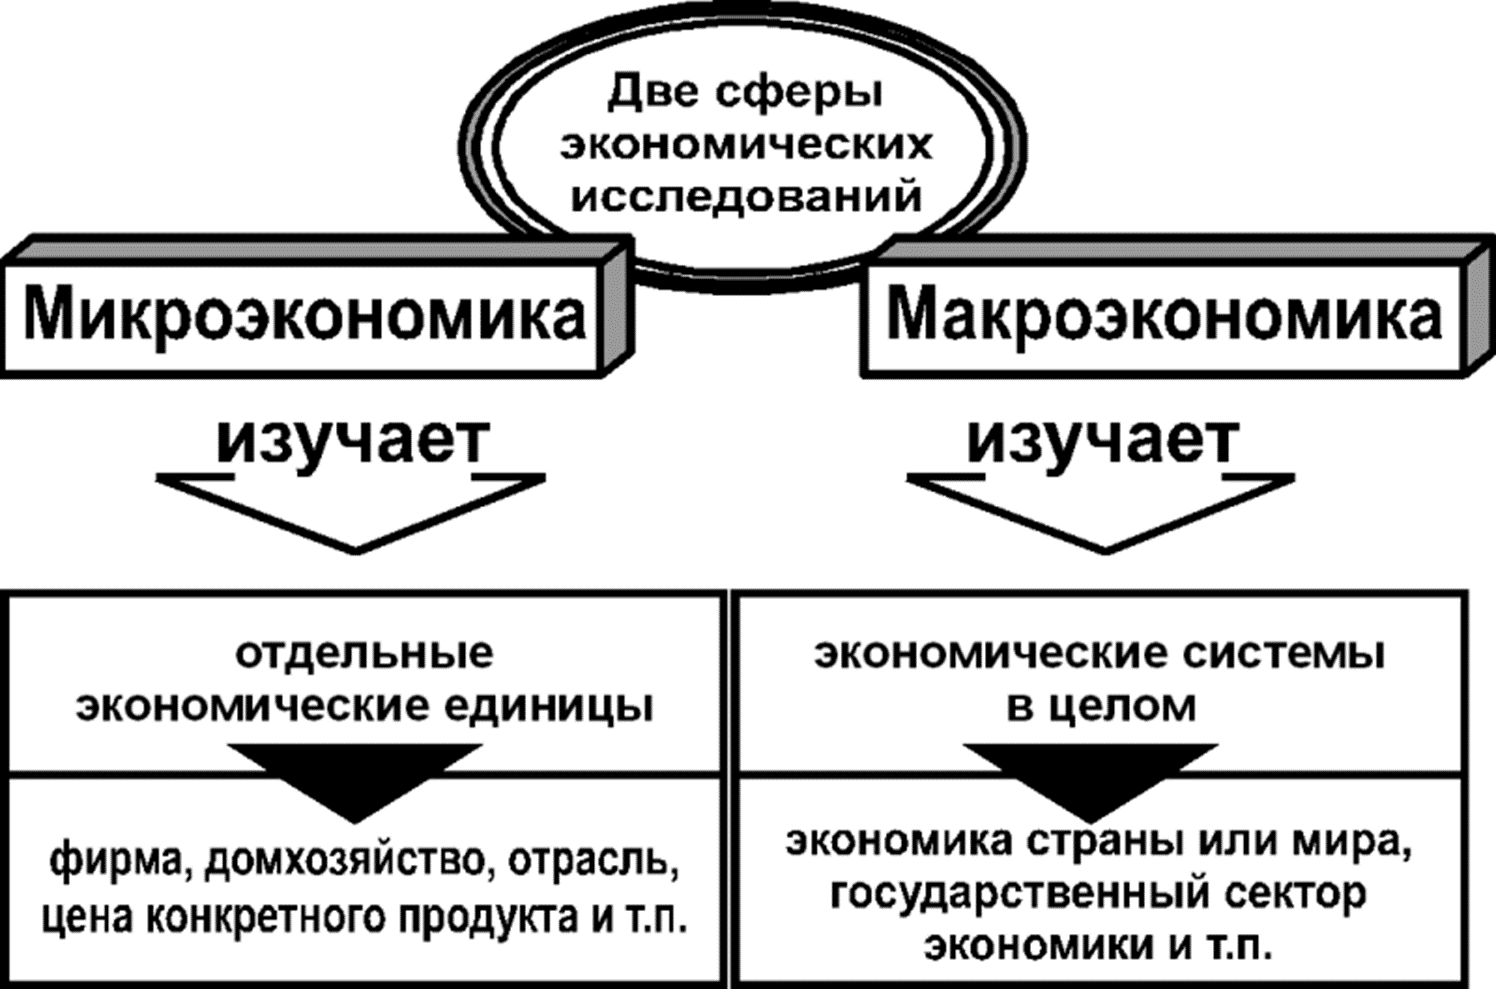 Две сферы
экономических
исследований
Микроэкономика
Макроэкономика
изучает
изучает
отдельные
экономические единицы
экономические системы
в целом
фирма, домхозяйство, отрасль,
цена конкретного продукта и т.п.
экономика страны или мира,
государственный сектор
экономики и т.п.